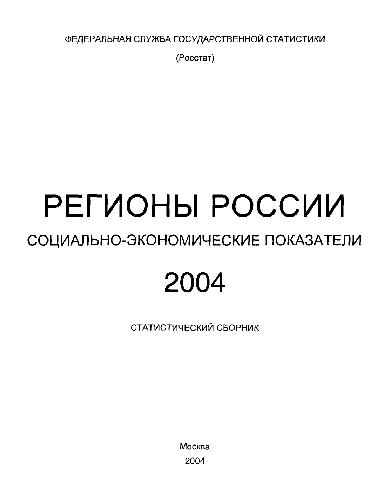 ФЕДЕРАЛЬНАЯ СЛУЖБА ГОСУДАРСТВЕННОЙ СТАТИСТИКИ
(Росстат)
РЕГИОНЫ РОССИИ
СОЦИАЛЬНО-ЭКОНОМИЧЕСКИЕ ПОКАЗАТЕЛИ
2004
СТАТИСТИЧЕСКИЙ СБОРНИК
Москва
2004